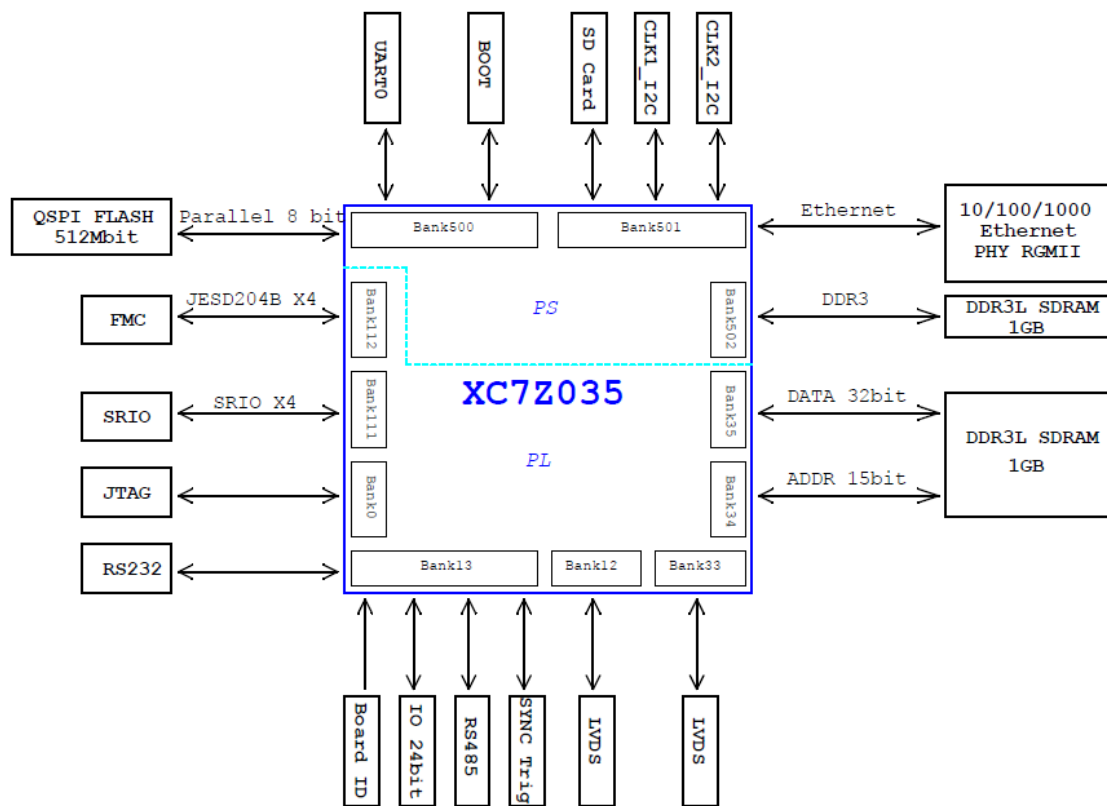 UART0
BOOT
SD Card
CLK1_I2C
CLK2_I2C
QSPI FLASH
512Mbit
Parallel 8 bit
Bank500
Bank501
Ethernet
10/100/1000
Ethernet
PHY RGMII
FMC
JESD204B X4
Bank112
PS
Bank502
DDR3
DDR3L SDRAM
1GB
XC7Z035
SRIO
SRIO X4
Bank111
PL
Bank35
DATA 32bit
DDR3L SDRAM
1GB
JTAG
Bank0
Bank34
ADDR 15bit
RS232
Bank13
Bank12
Bank33
Board ID
IO 24bit
RS485
SYNC Trig
LVDS
LVDS